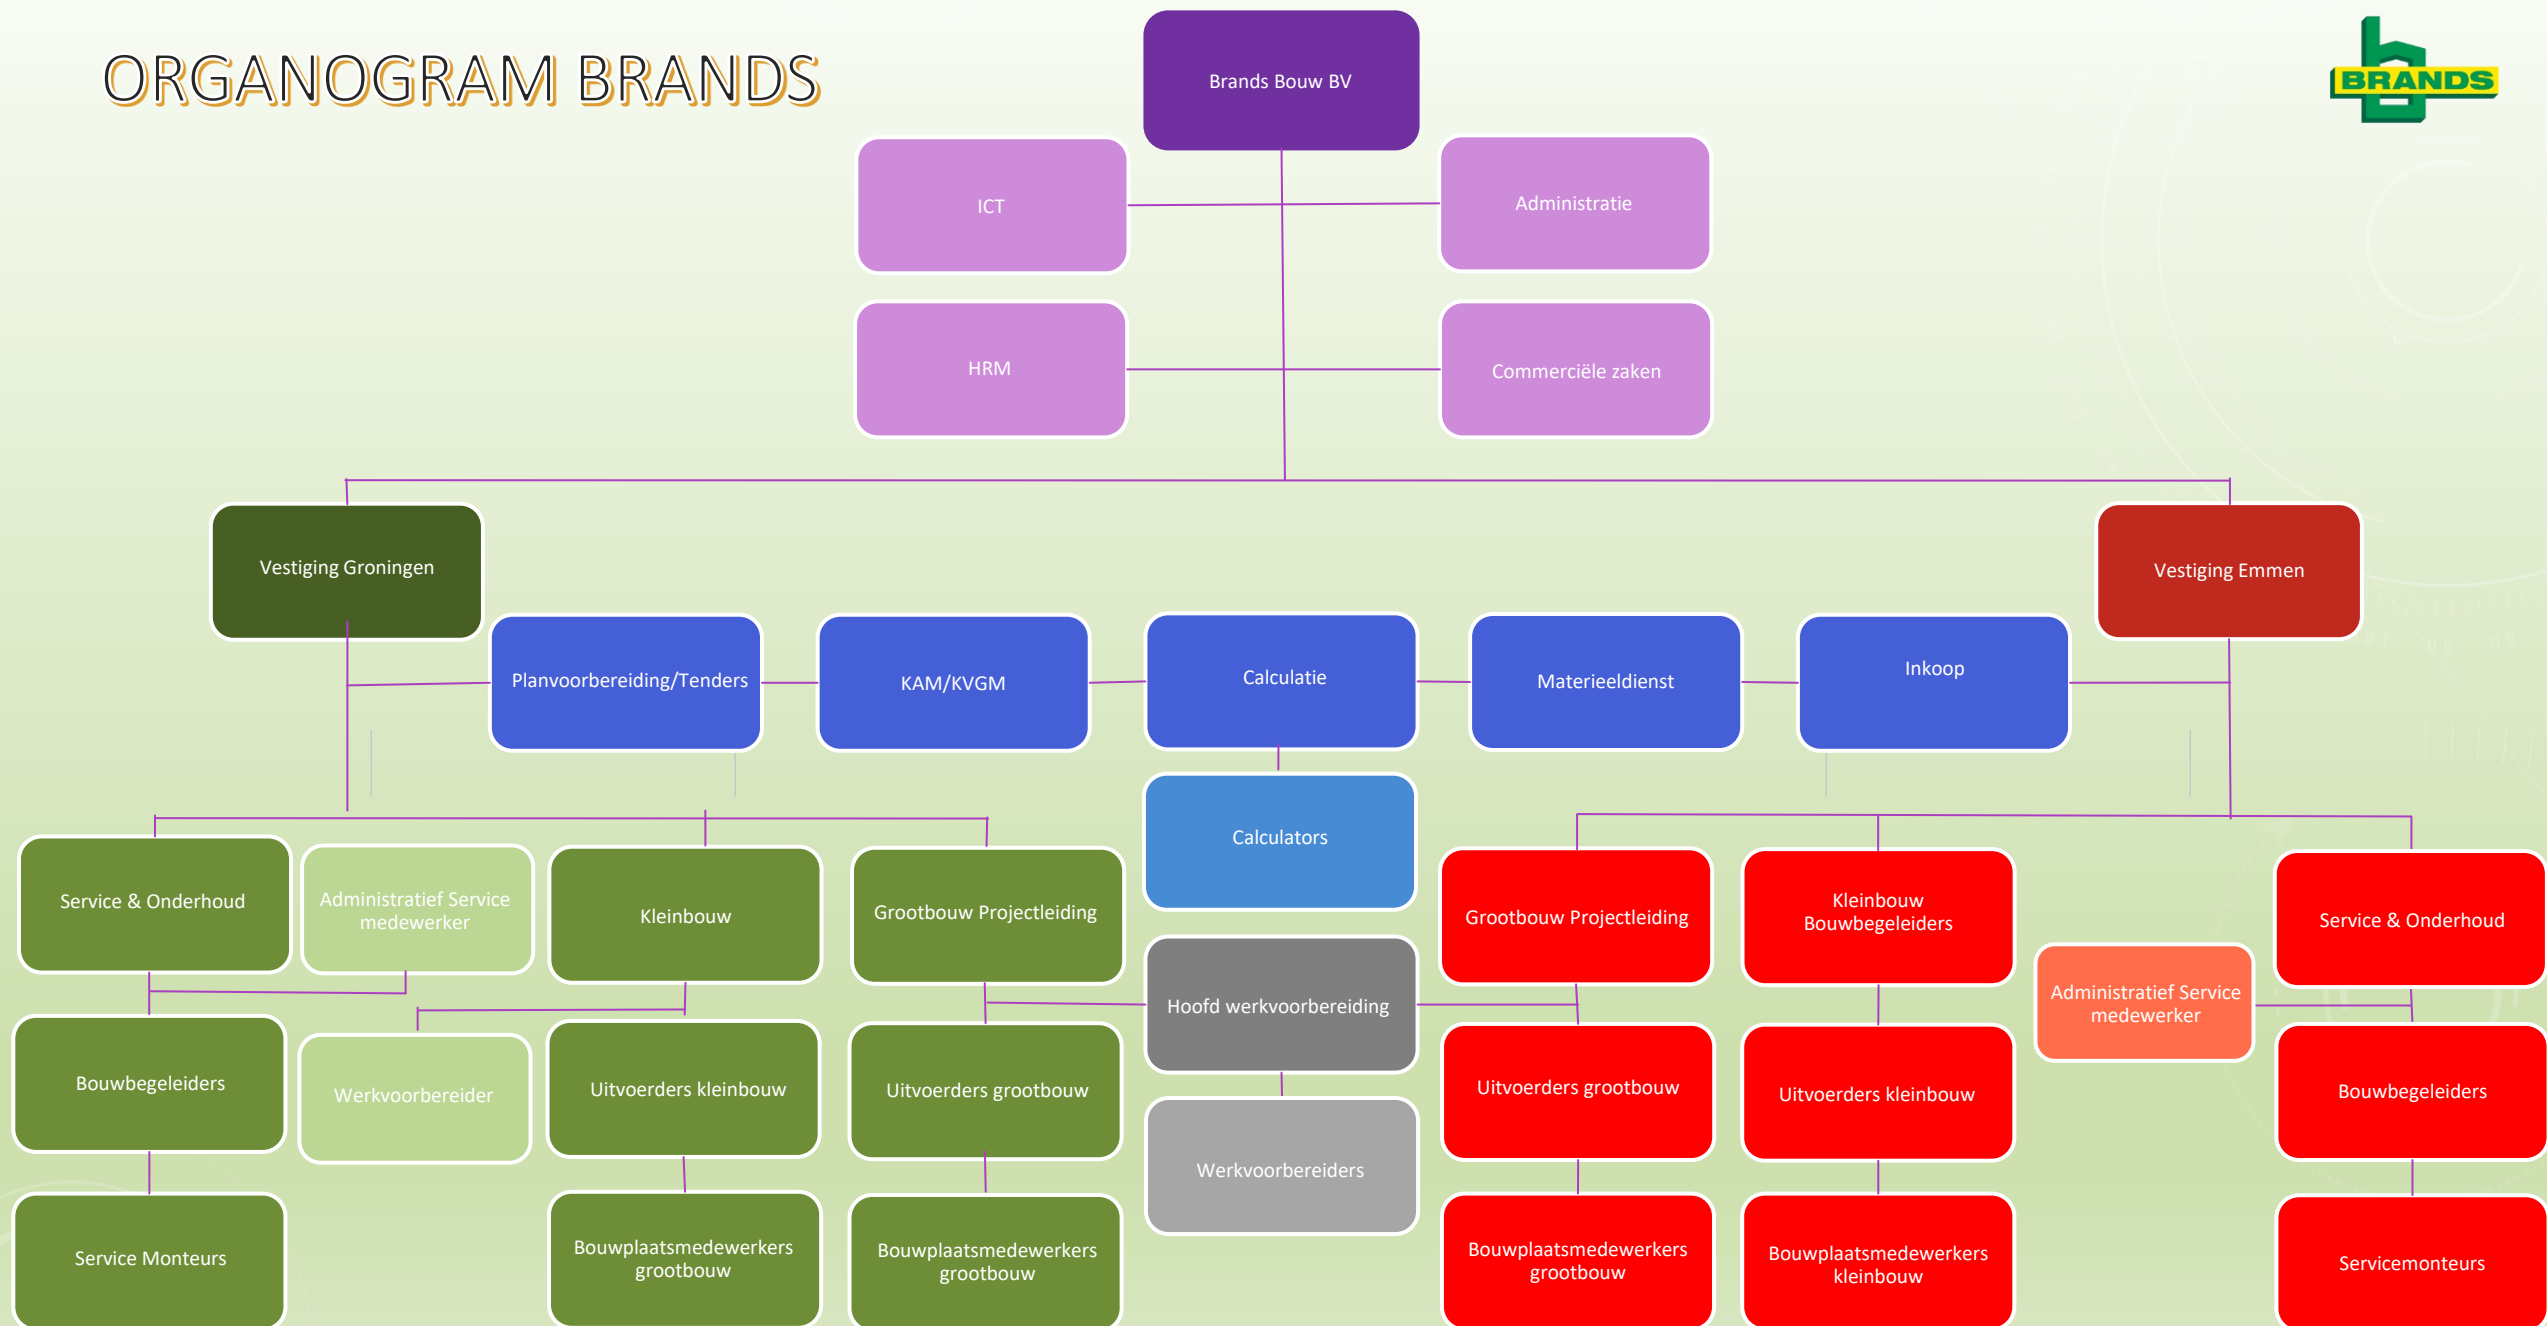 ORGANOGRAM BRANDS
Brands Bouw BV
BRANDS
ICT
Administratie
HRM
Commerciële zaken
Vestiging Groningen
Vestiging Emmen
Planvoorbereiding/Tenders
KAM/KVGM
Calculatie
Materieeldienst
Inkoop
Calculators
Service & Onderhoud
Administratief Service
medewerker
Kleinbouw
Grootbouw Projectleiding
Grootbouw Projectleiding
Kleinbouw
Bouwbegeleiders
Service & Onderhoud
Hoofd werkvoorbereiding
Administratief Service
medewerker
Bouwbegeleiders
Werkvoorbereider
Uitvoerders kleinbouw
Uitvoerders grootbouw
Uitvoerders grootbouw
Uitvoerders kleinbouw
Bouwbegeleiders
Werkvoorbereiders
Service Monteurs
Bouwplaatsmedewerkers
grootbouw
Bouwplaatsmedewerkers
grootbouw
Bouwplaatsmedewerkers
grootbouw
Bouwplaatsmedewerkers
kleinbouw
Servicemonteurs